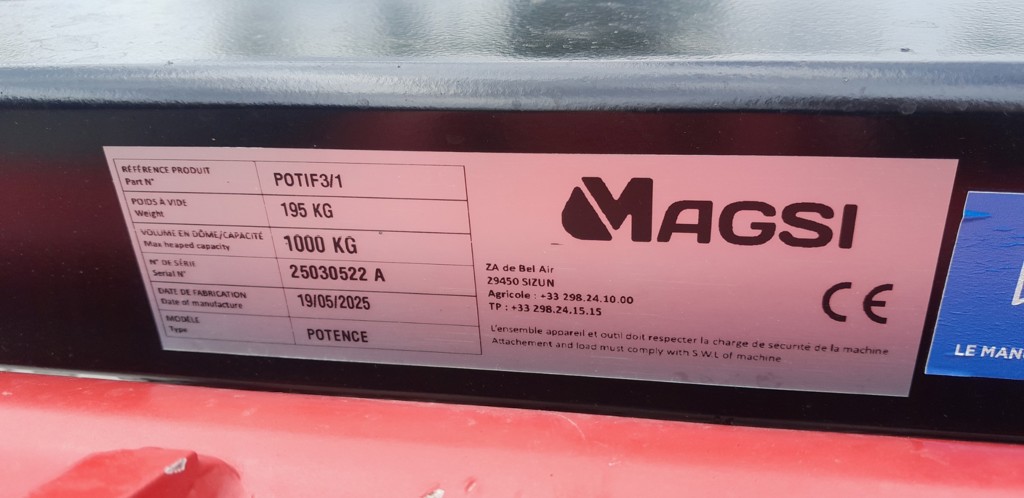 RÉFÉRENCE PRODUIT
Part N°
POTIF3/1
POIDS À VIDE
Weight
195 KG
VOLUME EN DÔME/CAPACITÉ
Max heaped capacity
1000 KG
N° DE SÉRIE
Serial N°
25030522 A
DATE DE FABRICATION
Date of manufacture
19/05/2025
MODÈLE
Type
POTENCE
MAGSI
ZA de Bel Air
29450 SIZUN
Agricole : +33 298.24.10.00
TP : +33 298.24.15.15
CE
L'ensemble appareil et outil doit respecter la charge de securité de la machine
Attachement and load must comply with S.W.L of machine
LE MANS